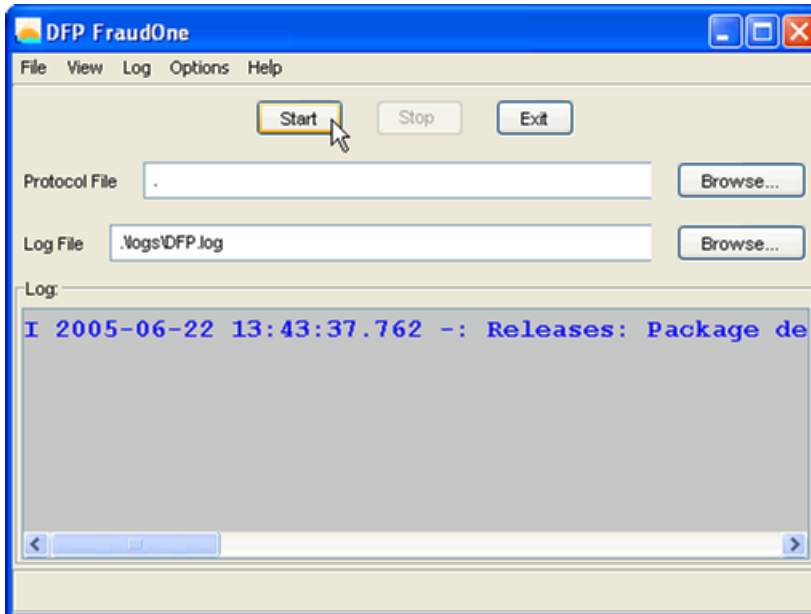 DFP FraudOne
File View Log Options Help
Start Stop Exit
Protocol File . Browse...
Log File .\logs\DFP.log Browse...
Log:
I 2005-06-22 13:43:37.762 -: Releases: Package de